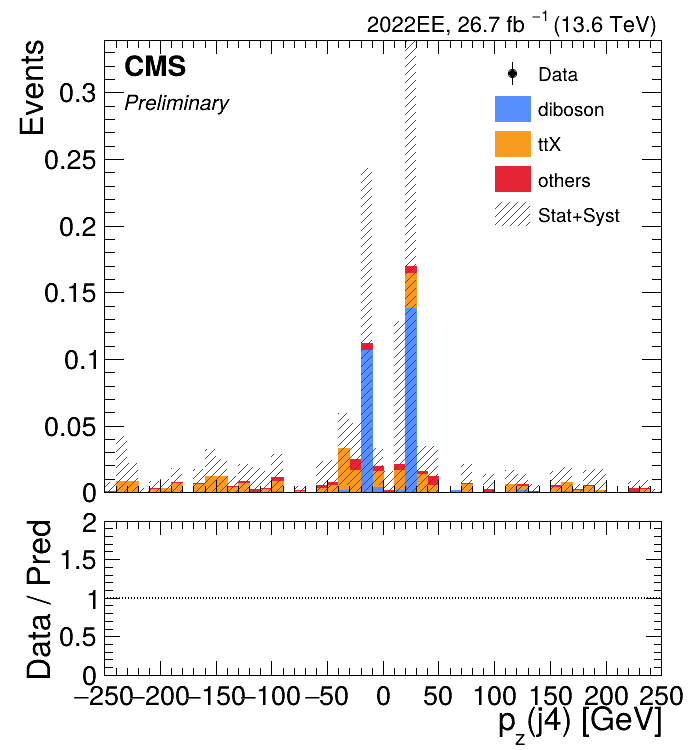 2022EE, 26.7 fb⁻¹ (13.6 TeV)
CMS
Preliminary
Data
diboson
ttX
others
Stat+Syst
Events
0.3
0.25
0.2
0.15
0.1
0.05
0
Data / Pred
2
1.5
1
0.5
0
−250 −200 −150 −100 −50 0 50 100 150 200 250
p_z(j4) [GeV]